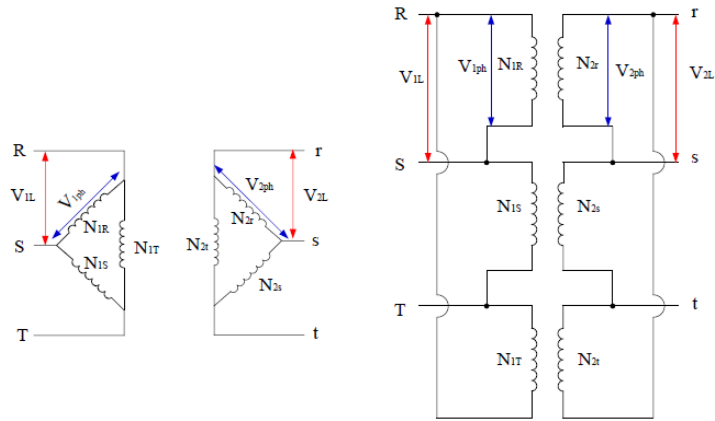 R
V1L
V1ph
S
N1R
N1S
N1T
T
r
V2ph
V2L
N2r
N2t
s
N2s
t
R
r
V1L
V1ph
N1R
N2r
V2ph
V2L
S
s
N1S
N2s
T
t
N1T
N2t